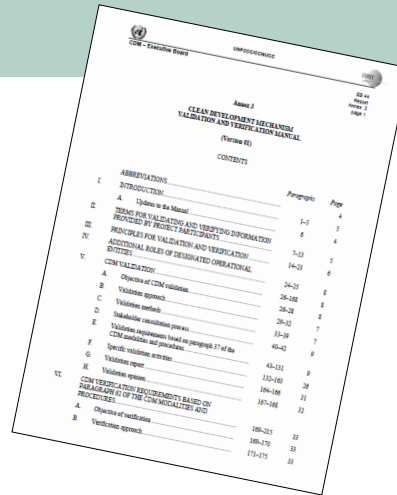 UNFCCC/CCNUCC
CDM – Executive Board
EB 44
Report
Annex 3
page 1
Annex 3
CLEAN DEVELOPMENT MECHANISM
VALIDATION AND VERIFICATION MANUAL
(Version 01)
CONTENTS
Paragraphs Page
ABBREVIATIONS 4
I. INTRODUCTION 1–5 5
A. Updates to the Manual 6 4
II. TERMS FOR VALIDATING AND VERIFYING INFORMATION
PROVIDED BY PROJECT PARTICIPANTS 7–13 5
III. PRINCIPLES FOR VALIDATION AND VERIFICATION 14–23 6
IV. ADDITIONAL ROLES OF DESIGNATED OPERATIONAL
ENTITIES 24–25 8
V. CDM VALIDATION 26–168 8
A. Objective of CDM validation 26–28 8
B. Validation approach 29–32 7
C. Validation methods 33–39 7
D. Stakeholder consultation process 40–42 9
E. Validation requirements based on paragraph 37 of the
CDM modalities and procedures 43–131 9
F. Specific validation activities 132–163 26
G. Validation report 164–166 31
H. Validation opinion 167–168 32
VI. CDM VERIFICATION REQUIREMENTS BASED ON
PARAGRAPH 62 OF THE CDM MODALITIES AND
PROCEDURES 169–215 33
A. Objective of verification 169–170 33
B. Verification approach 171–175 33